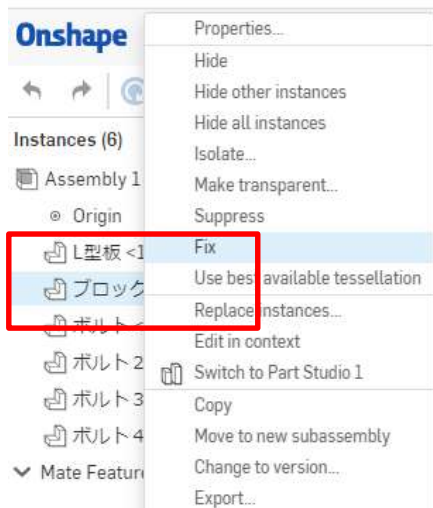 Onshape
Instances (6)
Assembly 1
Origin
L型板 <1
ブロック
ボルト
ボルト2
ボルト3
ボルト4
Mate Feature
Properties...
Hide
Hide other instances
Hide all instances
Isolate...
Make transparent...
Suppress
Fix
Use best available tessellation
Replace instances...
Edit in context
Switch to Part Studio 1
Copy
Move to new subassembly
Change to version...
Export...